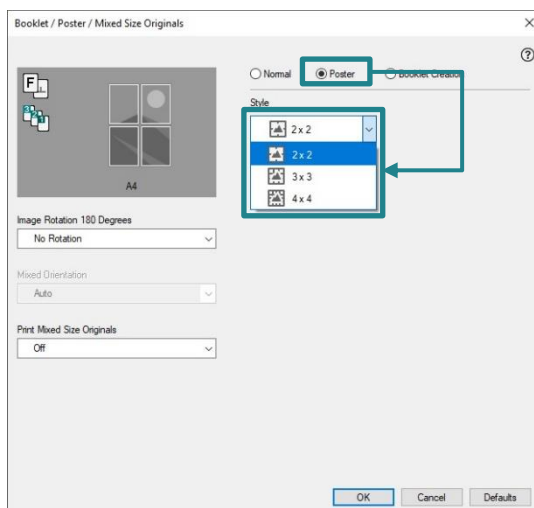 Booklet / Poster / Mixed Size Originals
Normal
Poster
Booklet Creation
Style
2 x 2
2 x 2
3 x 3
4 x 4
A4
Image Rotation 180 Degrees
No Rotation
Mixed Orientation
Auto
Print Mixed Size Originals
Off
OK Cancel Defaults